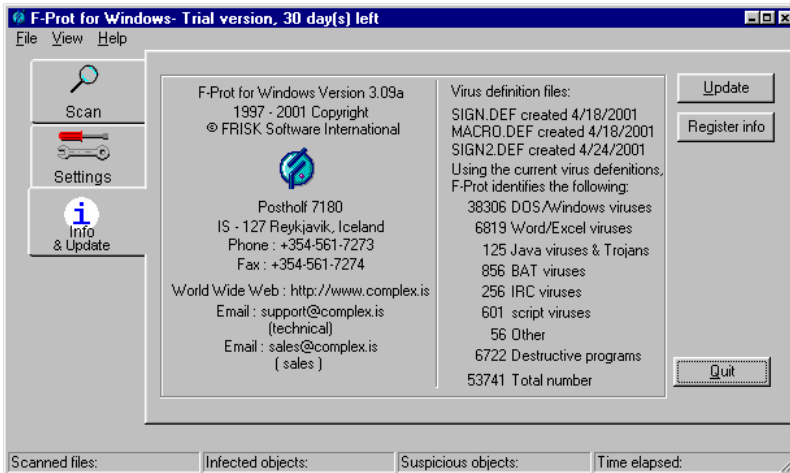 F-Prot for Windows- Trial version, 30 day(s) left
File View Help
Scan
Settings
Info
& Update
F-Prot for Windows Version 3.09a
1997 - 2001 Copyright
© FRISK Software International
Postholf 7180
IS - 127 Reykjavik, Iceland
Phone : +354-561-7273
Fax : +354-561-7274
World Wide Web : http://www.complex.is
Email : support@complex.is
(technical)
Email : sales@complex.is
( sales )
Virus definition files:
SIGN.DEF created 4/18/2001
MACRO.DEF created 4/18/2001
SIGN2.DEF created 4/24/2001
Using the current virus defenitions,
F-Prot identifies the following:
38306 DOS/Windows viruses
6819 Word/Excel viruses
125 Java viruses & Trojans
856 BAT viruses
256 IRC viruses
601 script viruses
56 Other
6722 Destructive programs
53741 Total number
Update
Register info
Quit
Scanned files: Infected objects: Suspicious objects: Time elapsed: